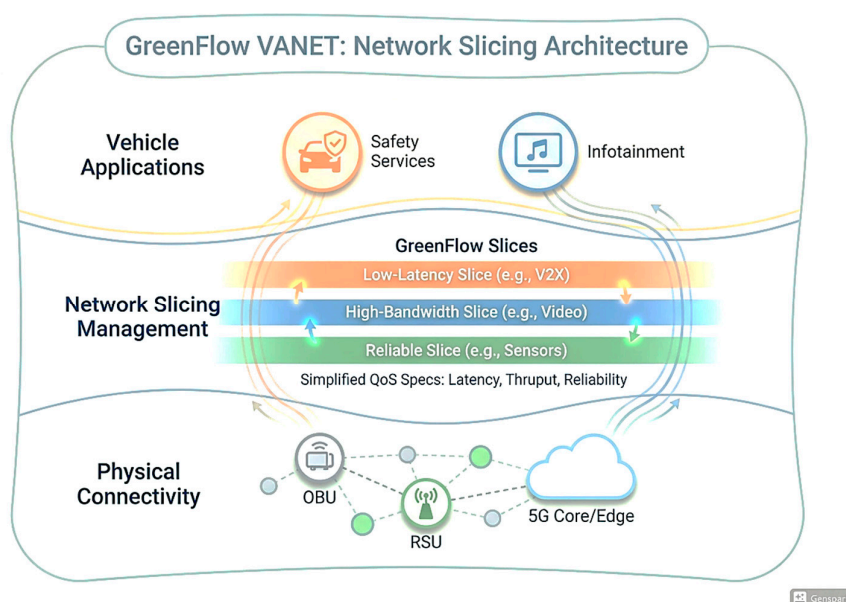 GreenFlow VANET: Network Slicing Architecture
Vehicle
Applications
Safety
Services
Infotainment
GreenFlow Slices
Low-Latency Slice (e.g., V2X)
Network Slicing
Management
High-Bandwidth Slice (e.g., Video)
Reliable Slice (e.g., Sensors)
Simplified QoS Specs: Latency, Thruput, Reliability
Physical
Connectivity
OBU
RSU
5G Core/Edge